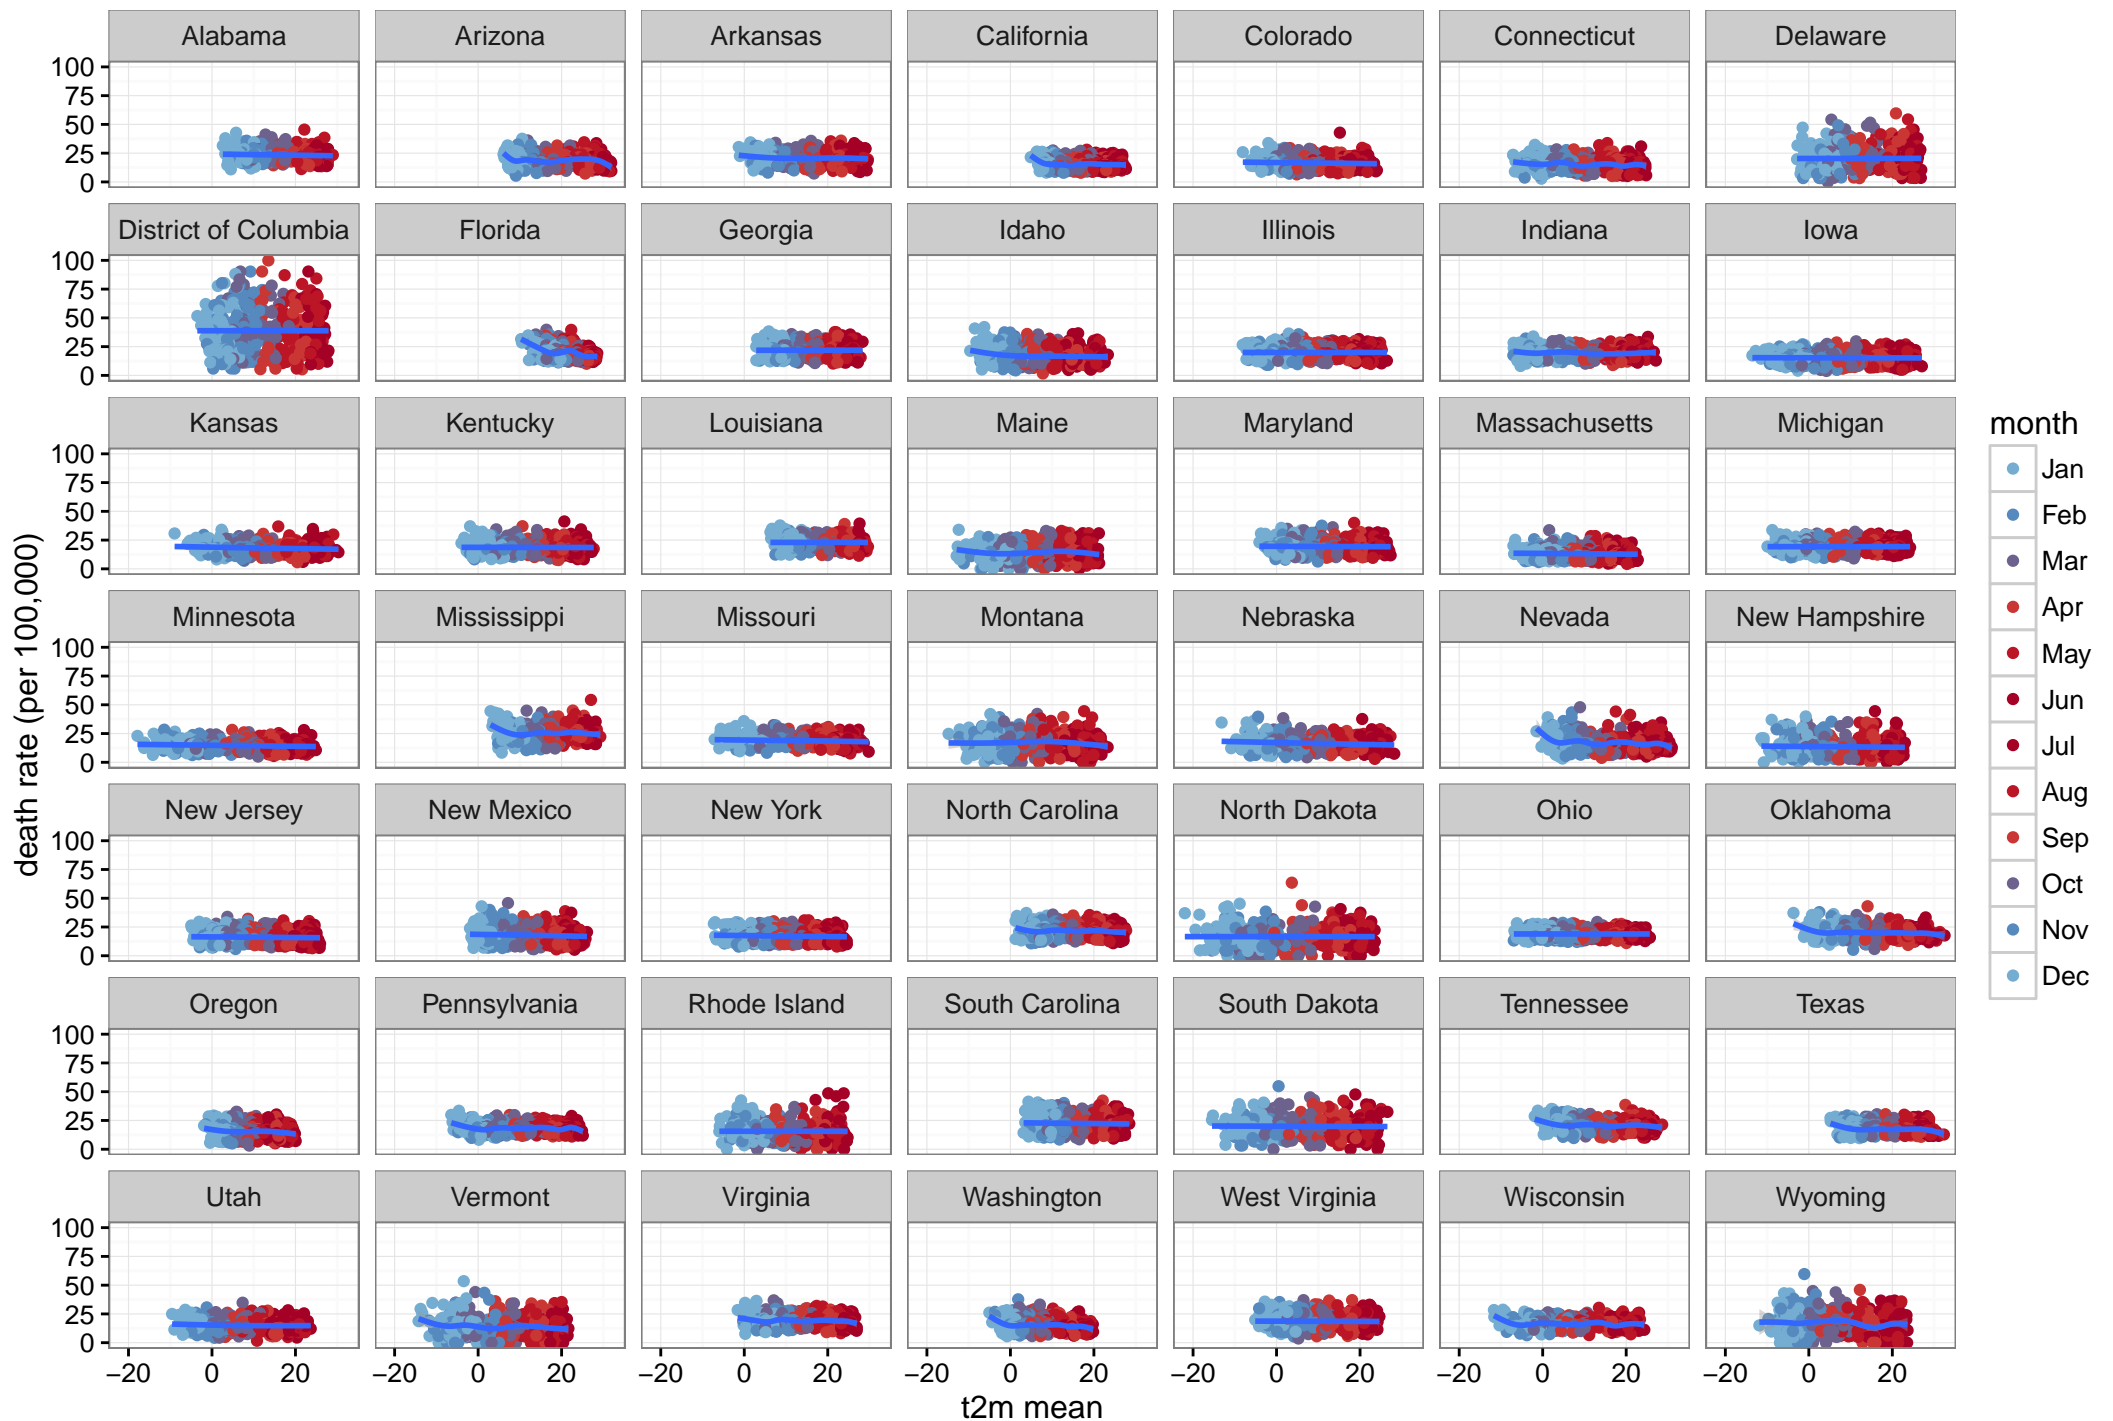 Alabama Arizona Arkansas California Colorado Connecticut Delaware
100
75
50
25
0
District of Columbia Florida Georgia Idaho Illinois Indiana Iowa
100
75
50
25
0
Kansas Kentucky Louisiana Maine Maryland Massachusetts Michigan
100
75
50
25
0
Minnesota Mississippi Missouri Montana Nebraska Nevada New Hampshire
100
75
50
25
0
New Jersey New Mexico New York North Carolina North Dakota Ohio Oklahoma
100
75
50
25
0
Oregon Pennsylvania Rhode Island South Carolina South Dakota Tennessee Texas
100
75
50
25
0
Utah Vermont Virginia Washington West Virginia Wisconsin Wyoming
100
75
50
25
0
−20 0 20 −20 0 20 −20 0 20 −20 0 20 −20 0 20 −20 0 20 −20 0 20
t2m mean
death rate (per 100,000)
month
Jan
Feb
Mar
Apr
May
Jun
Jul
Aug
Sep
Oct
Nov
Dec